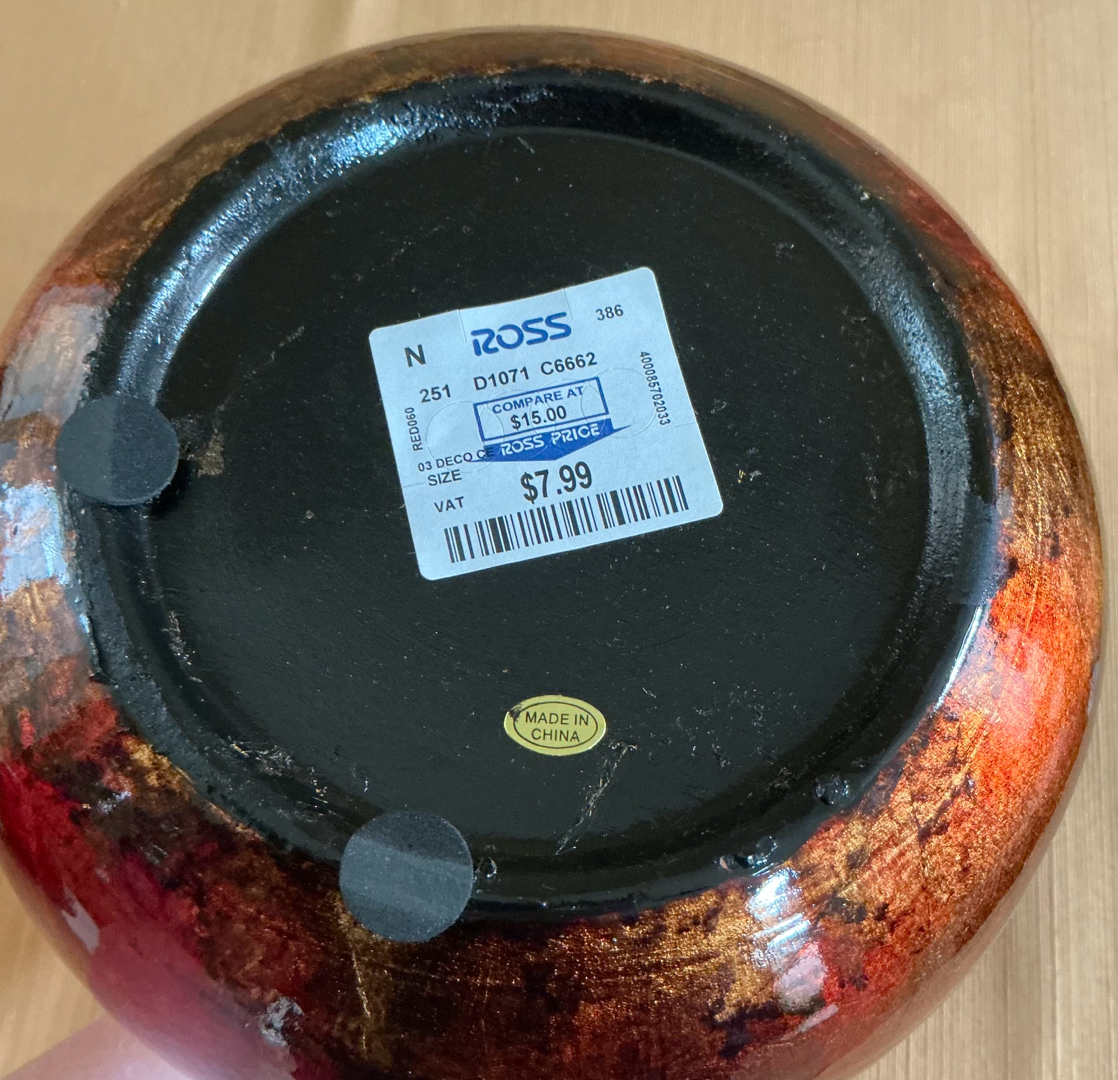 N
ROSS
386
251 D1071 C6662
COMPARE AT
$15.00
ROSS PRICE
RED060
400085702033
03 DECO CE
SIZE
VAT
$7.99
MADE IN
CHINA